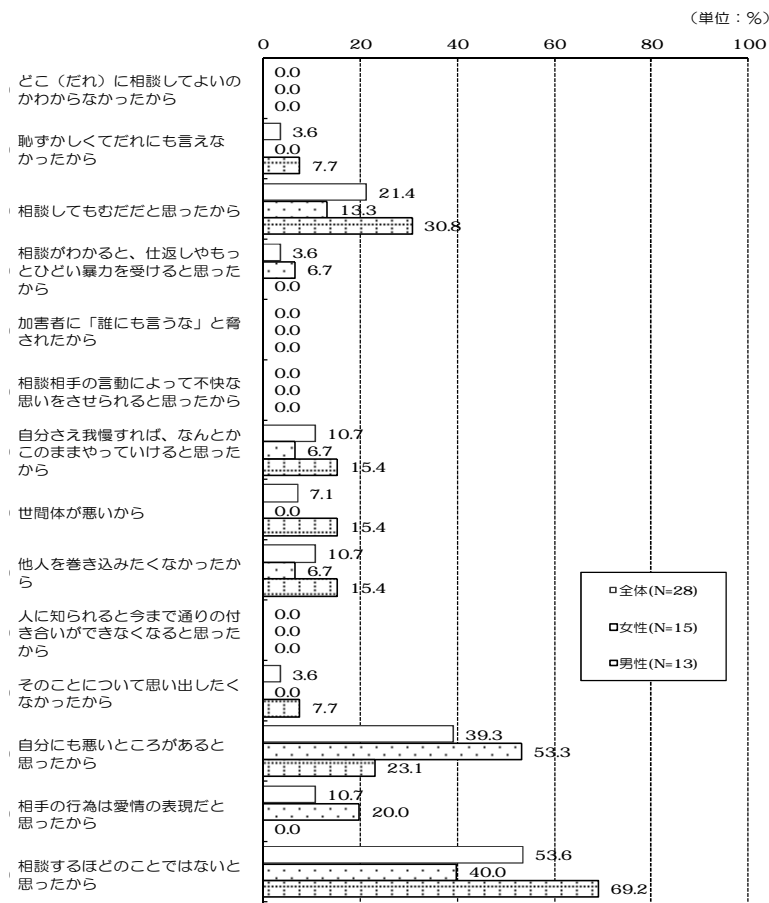 （単位：％）
0 20 40 60 80 100
どこ（だれ）に相談してよいの
かわからなかったから
0.0
0.0
0.0
恥ずかしくてだれにも言えな
かったから
3.6
0.0
7.7
相談してもむだだと思ったから
21.4
13.3
30.8
相談がわかると、仕返しやもっ
とひどい暴力を受けると思った
から
3.6
6.7
0.0
加害者に「誰にも言うな」と脅
されたから
0.0
0.0
0.0
相談相手の言動によって不快な
思いをさせられると思ったから
0.0
0.0
0.0
自分さえ我慢すれば、なんとか
このままやっていけると思った
から
10.7
6.7
15.4
世間体が悪いから
7.1
0.0
15.4
他人を巻き込みたくなかったか
ら
10.7
6.7
15.4
人に知られると今まで通りの付
き合いができなくなると思った
から
0.0
0.0
0.0
そのことについて思い出したく
なかったから
3.6
0.0
7.7
自分にも悪いところがあると
思ったから
39.3
53.3
23.1
相手の行為は愛情の表現だと
思ったから
10.7
20.0
0.0
相談するほどのことではないと
思ったから
53.6
40.0
69.2
全体(N=28)
女性(N=15)
男性(N=13)